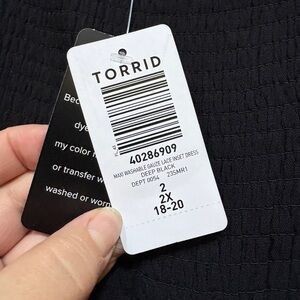 TORRID
40286909
MAXI WASHABLE GAUZE LACE INSET DRESS
DEEP BLACK
DEPT 0054 23SMR1
2
2X
18-20
Bec
dye
my color
or transfer w
washed or worn